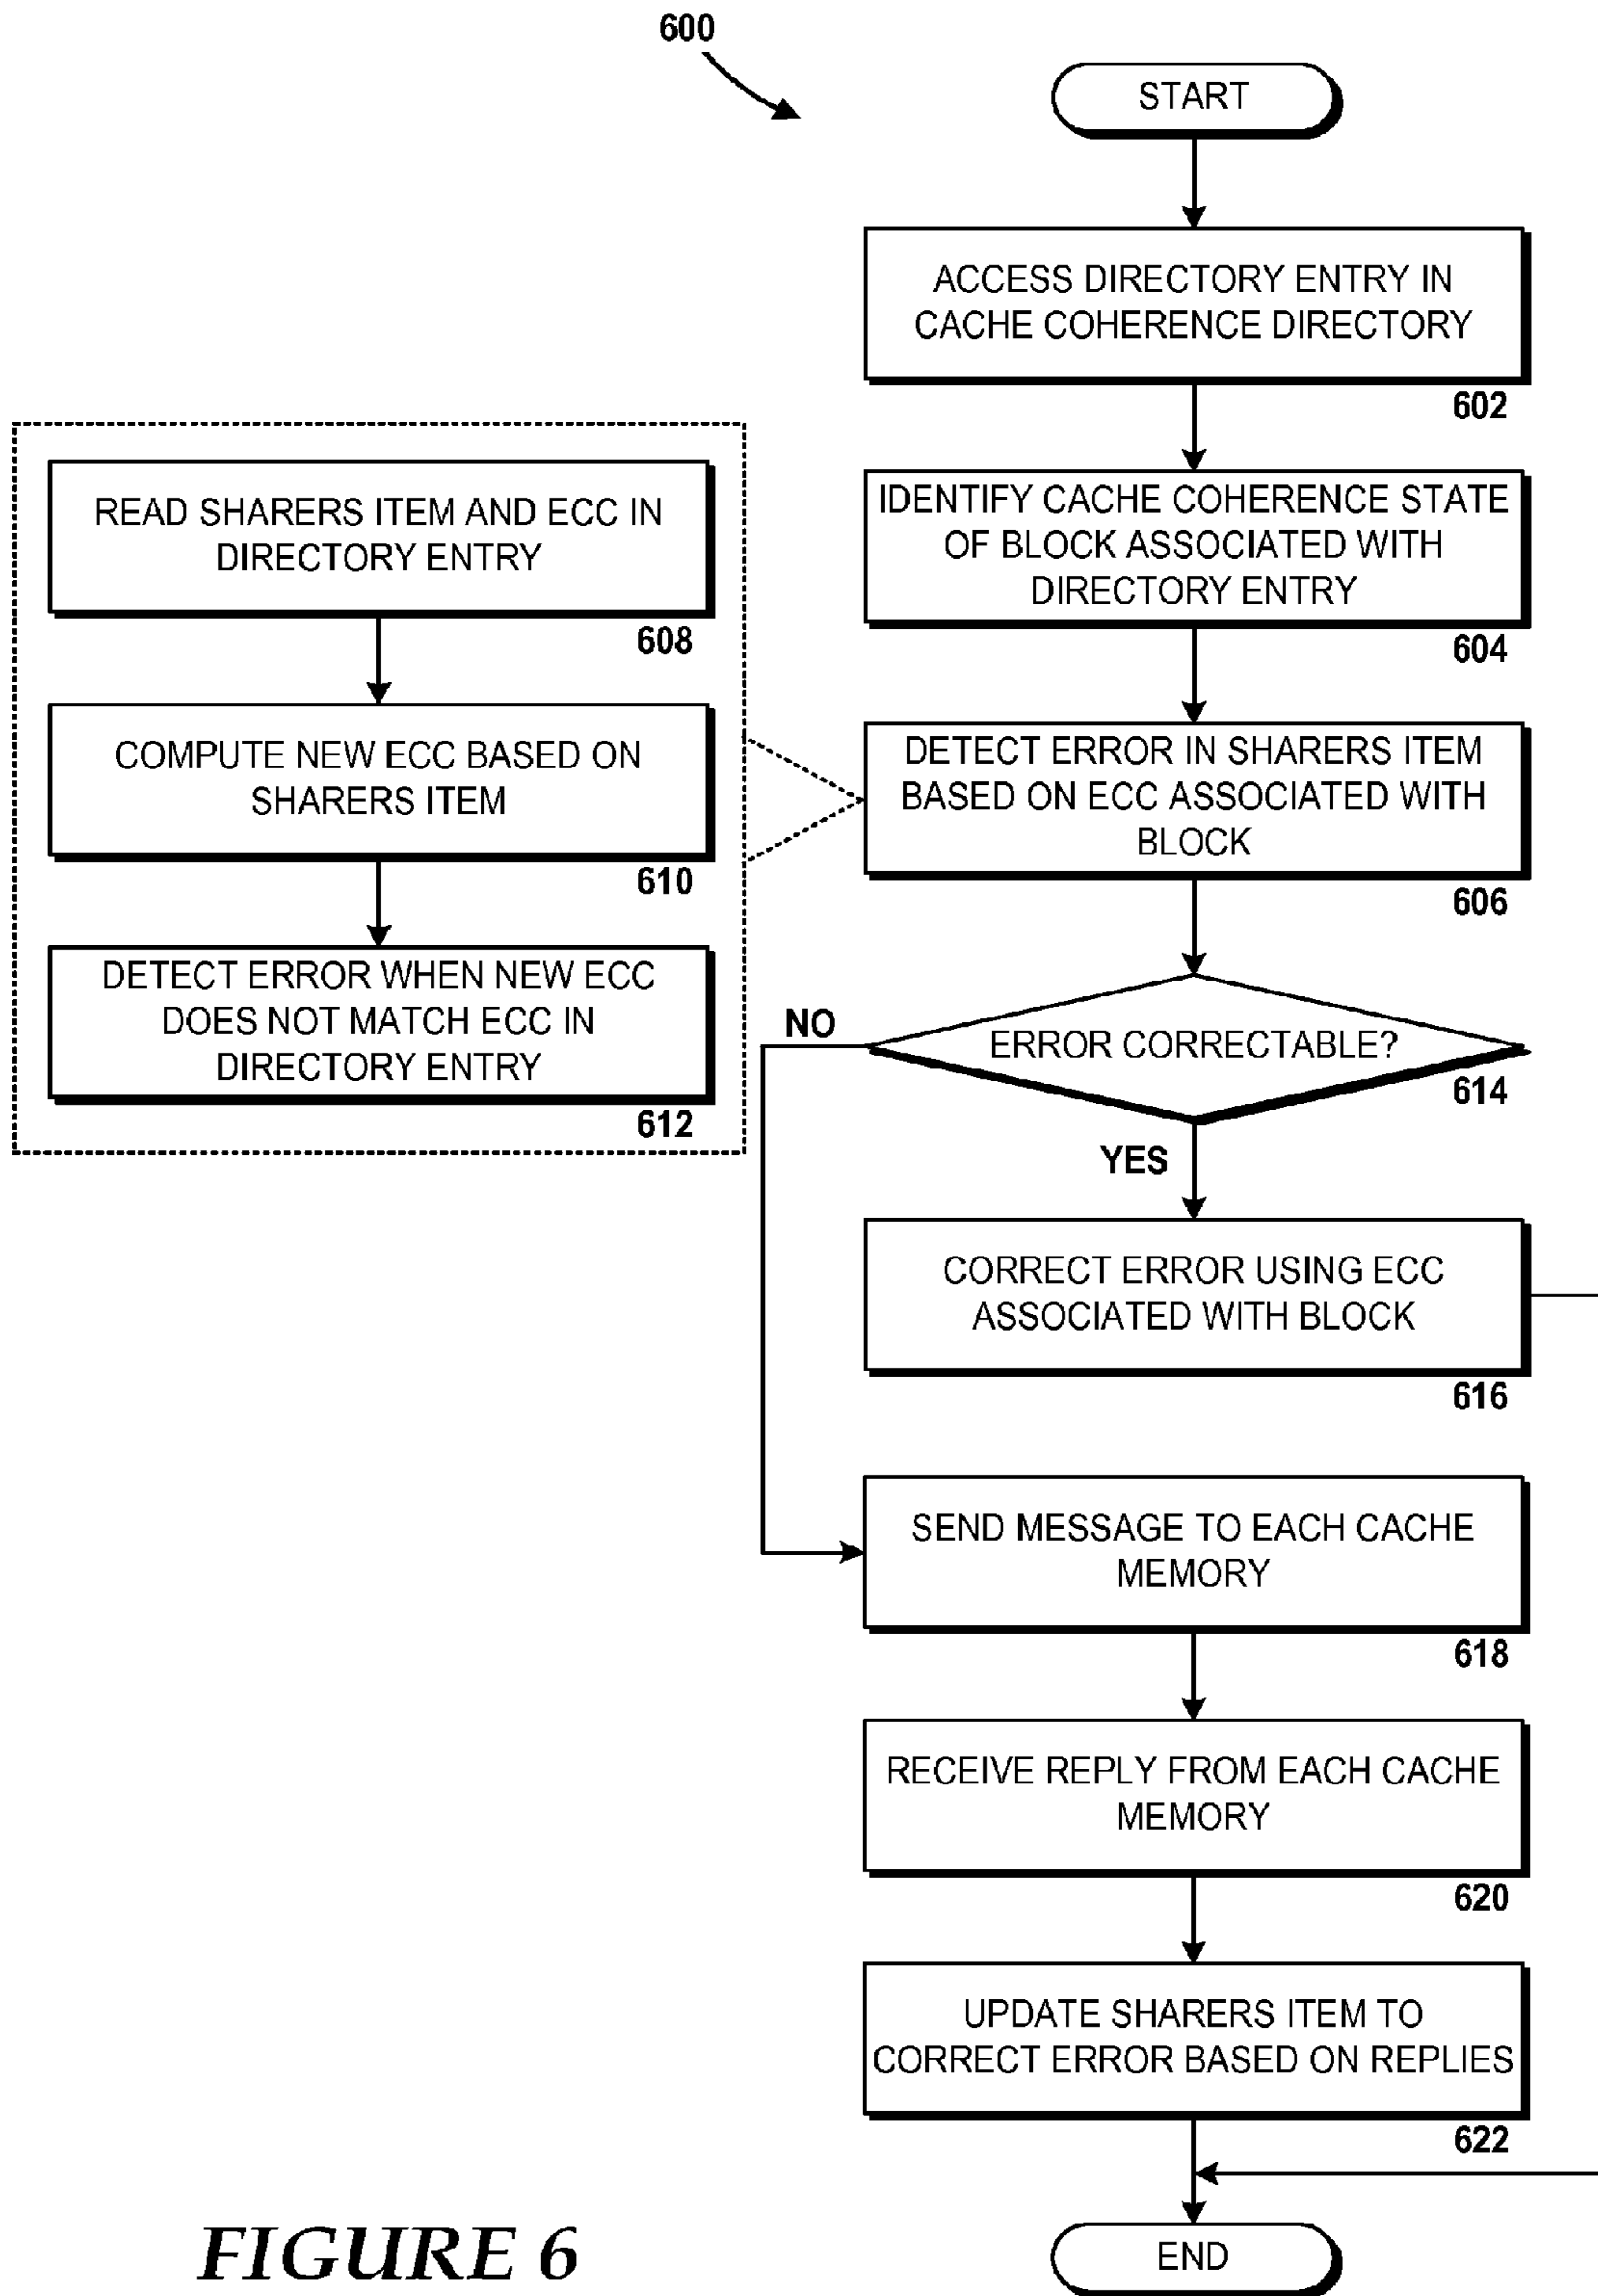 600
START
ACCESS DIRECTORY ENTRY IN
CACHE COHERENCE DIRECTORY
602
IDENTIFY CACHE COHERENCE STATE
OF BLOCK ASSOCIATED WITH
DIRECTORY ENTRY
604
DETECT ERROR IN SHARERS ITEM
BASED ON ECC ASSOCIATED WITH
BLOCK
606
READ SHARERS ITEM AND ECC IN
DIRECTORY ENTRY
608
COMPUTE NEW ECC BASED ON
SHARERS ITEM
610
DETECT ERROR WHEN NEW ECC
DOES NOT MATCH ECC IN
DIRECTORY ENTRY
612
ERROR CORRECTABLE?
614
NO
YES
CORRECT ERROR USING ECC
ASSOCIATED WITH BLOCK
616
SEND MESSAGE TO EACH CACHE
MEMORY
618
RECEIVE REPLY FROM EACH CACHE
MEMORY
620
UPDATE SHARERS ITEM TO
CORRECT ERROR BASED ON REPLIES
622
END
FIGURE 6